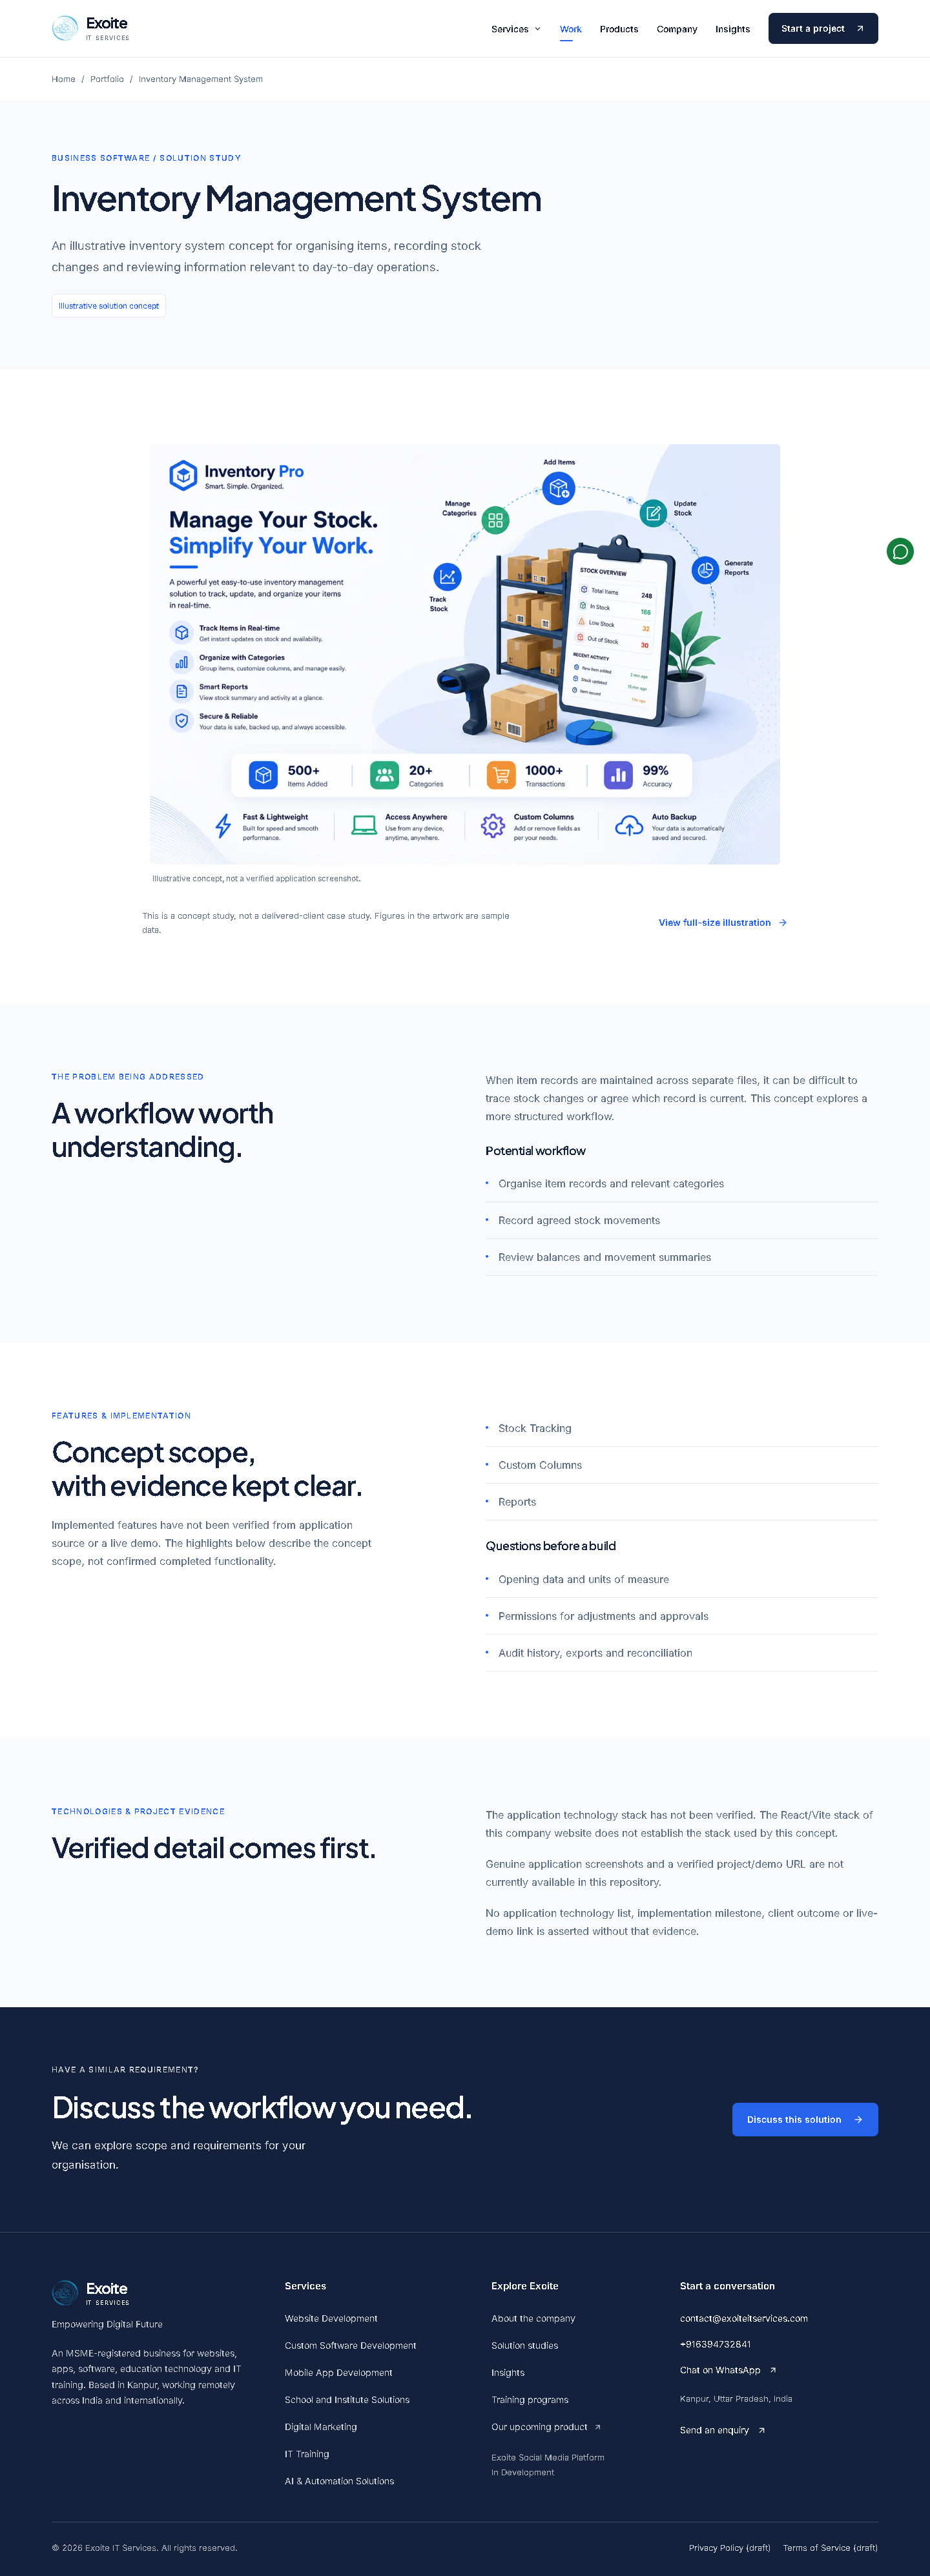 Exoite
IT SERVICES
Services
Work
Products
Company
Insights
Start a project
Home / Portfolio / Inventory Management System
BUSINESS SOFTWARE / SOLUTION STUDY
Inventory Management System
An illustrative inventory system concept for organising items, recording stock
changes and reviewing information relevant to day-to-day operations.
Illustrative solution concept
Inventory Pro
Smart. Simple. Organized.
Manage Your Stock.
Simplify Your Work.
A powerful yet easy-to-use inventory management
solution to track, update, and organize your items
in real-time.
Track Items in Real-time
Get instant updates on stock and availability.
Organize with Categories
Group items, customize columns, and manage easily.
Smart Reports
View stock summary and activity at a glance.
Secure & Reliable
Your data is safe, backed up, and always accessible.
Add Items
Manage
Categories
Update
Stock
Track
Stock
Generate
Reports
STOCK OVERVIEW
Total Items 248
In Stock 186
Low Stock 32
Out of Stock 30
RECENT ACTIVITY
New item added
Stock updated
Item issued
500+
Items Added
20+
Categories
1000+
Transactions
99%
Accuracy
Fast & Lightweight
Built for speed and smooth
performance.
Access Anywhere
Use from any device,
anytime, anywhere.
Custom Columns
Add or remove fields as
per your needs.
Auto Backup
Your data is automatically
saved and secured.
Illustrative concept, not a verified application screenshot.
This is a concept study, not a delivered-client case study. Figures in the artwork are sample
data.
View full-size illustration
THE PROBLEM BEING ADDRESSED
A workflow worth
understanding.
When item records are maintained across separate files, it can be difficult to
trace stock changes or agree which record is current. This concept explores a
more structured workflow.
Potential workflow
Organise item records and relevant categories
Record agreed stock movements
Review balances and movement summaries
FEATURES & IMPLEMENTATION
Concept scope,
with evidence kept clear.
Implemented features have not been verified from application
source or a live demo. The highlights below describe the concept
scope, not confirmed completed functionality.
Stock Tracking
Custom Columns
Reports
Questions before a build
Opening data and units of measure
Permissions for adjustments and approvals
Audit history, exports and reconciliation
TECHNOLOGIES & PROJECT EVIDENCE
Verified detail comes first.
The application technology stack has not been verified. The React/Vite stack of
this company website does not establish the stack used by this concept.
Genuine application screenshots and a verified project/demo URL are not
currently available in this repository.
No application technology list, implementation milestone, client outcome or live-
demo link is asserted without that evidence.
HAVE A SIMILAR REQUIREMENT?
Discuss the workflow you need.
We can explore scope and requirements for your
organisation.
Discuss this solution
Exoite
IT SERVICES
Empowering Digital Future
An MSME-registered business for websites,
apps, software, education technology and IT
training. Based in Kanpur, working remotely
across India and internationally.
Services
Website Development
Custom Software Development
Mobile App Development
School and Institute Solutions
Digital Marketing
IT Training
AI & Automation Solutions
Explore Exoite
About the company
Solution studies
Insights
Training programs
Our upcoming product
Exoite Social Media Platform
In Development
Start a conversation
contact@exoiteitservices.com
+916394732841
Chat on WhatsApp
Kanpur, Uttar Pradesh, India
Send an enquiry
© 2026 Exoite IT Services. All rights reserved.
Privacy Policy (draft)
Terms of Service (draft)